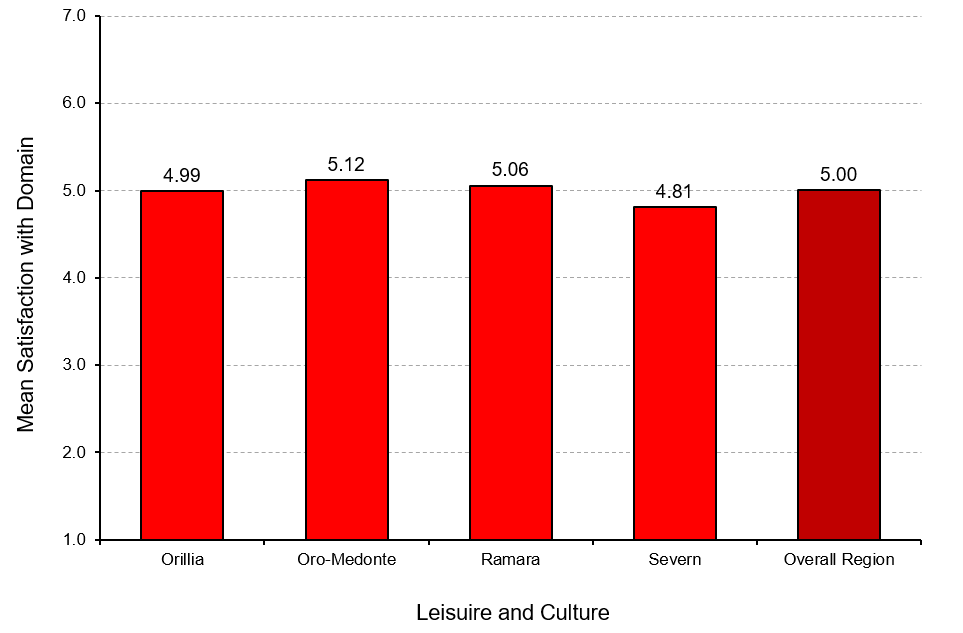 7.0
6.0
5.0
4.0
3.0
2.0
1.0
Mean Satisfaction with Domain
4.99
5.12
5.06
4.81
5.00
Orillia
Oro-Medonte
Ramara
Severn
Overall Region
Leisuire and Culture